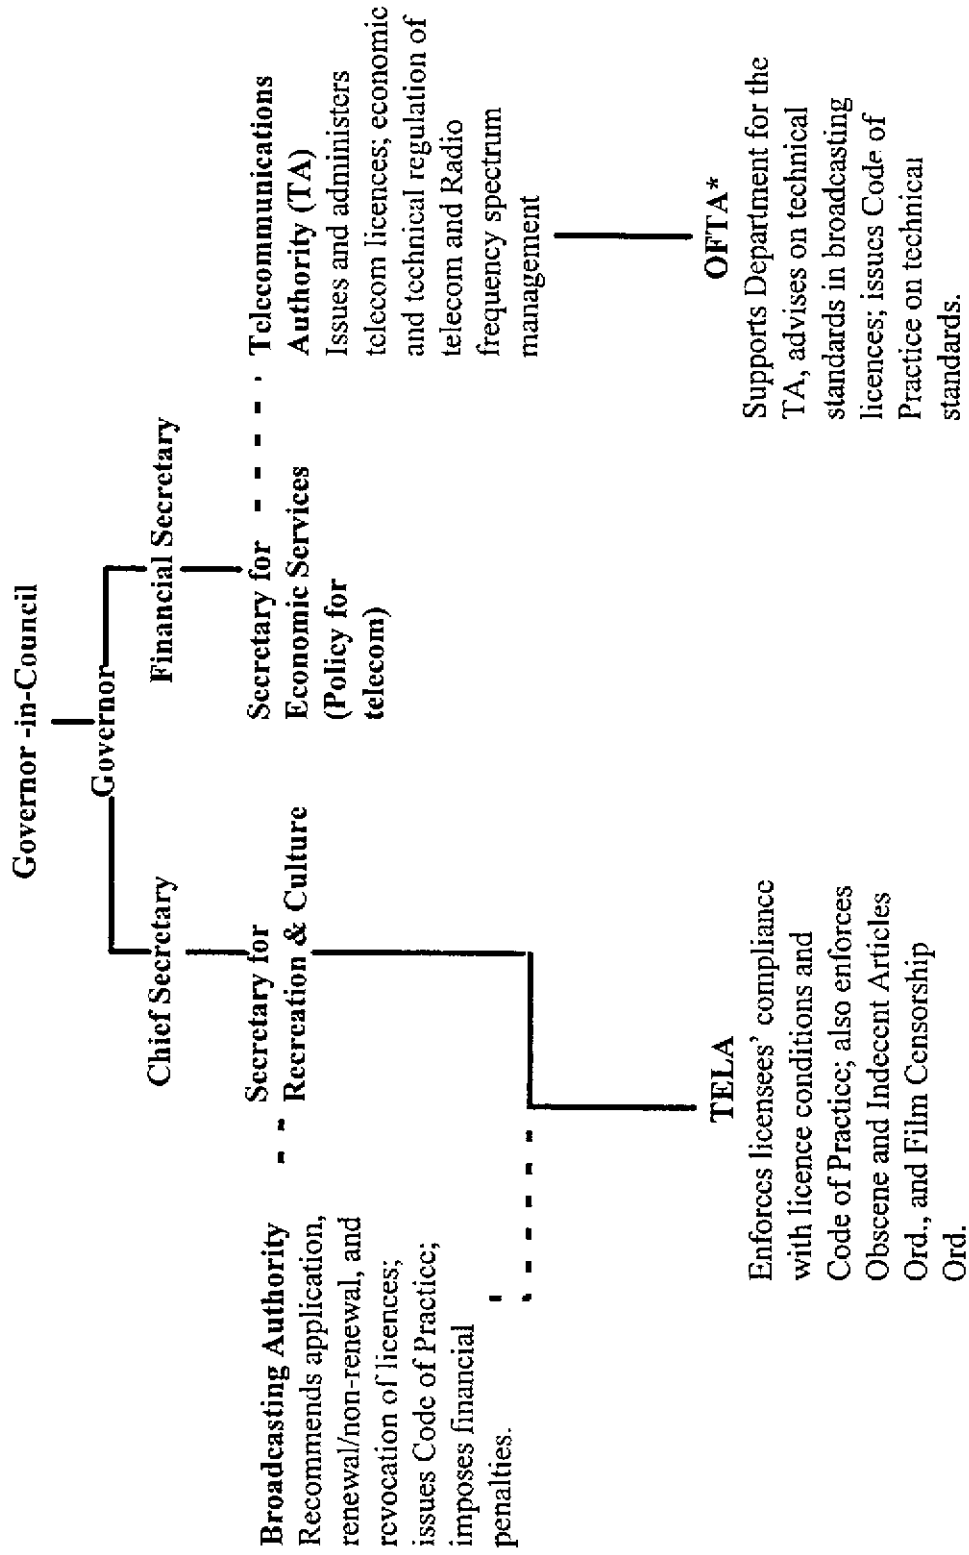 Governor -in-Council
Governor
Chief Secretary
Financial Secretary
Broadcasting Authority
Recommends application,
renewal/non-renewal, and
revocation of licences;
issues Code of Practice;
imposes financial
penalties.
Secretary for
Recreation & Culture
Secretary for
Economic Services
(Policy for
telecom)
Telecommunications
Authority (TA)
Issues and administers
telecom licences; economic
and technical regulation of
telecom and Radio
frequency spectrum
management
TELA
Enforces licensees' compliance
with licence conditions and
Code of Practice; also enforces
Obscene and Indecent Articles
Ord., and Film Censorship
Ord.
OFTA*
Supports Department for the
TA, advises on technical
standards in broadcasting
licences; issues Code of
Practice on technical
standards.